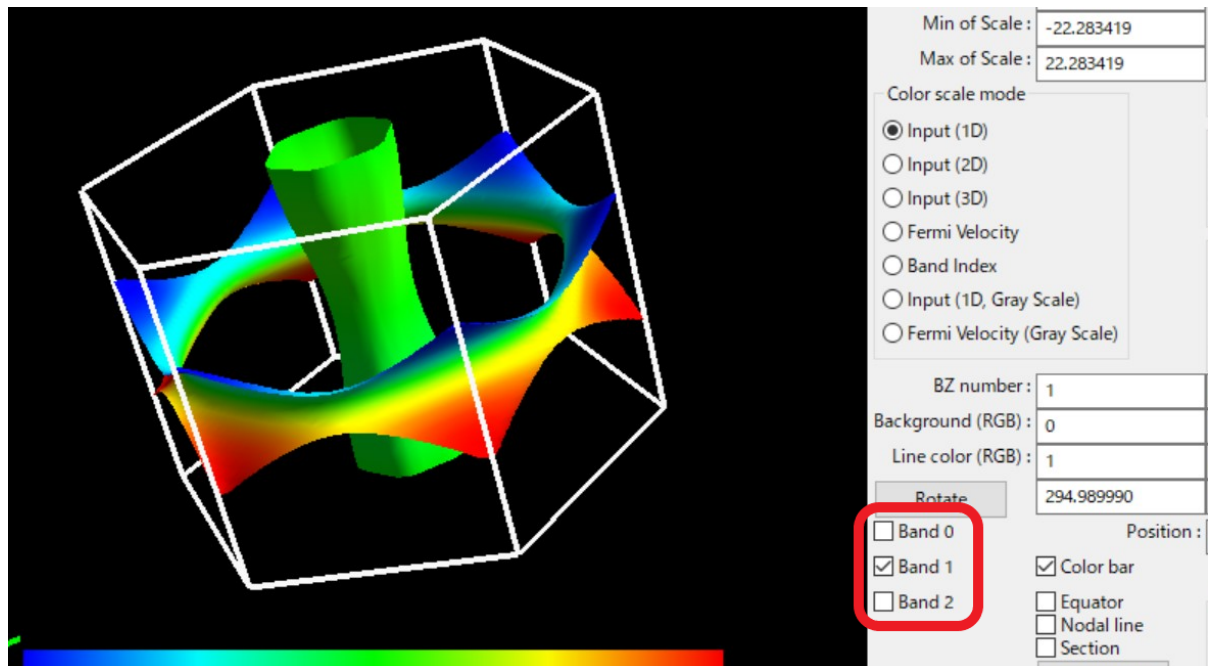 Min of Scale : -22.283419
Max of Scale : 22.283419
Color scale mode
Input (1D)
Input (2D)
Input (3D)
Fermi Velocity
Band Index
Input (1D, Gray Scale)
Fermi Velocity (Gray Scale)
BZ number : 1
Background (RGB) : 0
Line color (RGB) : 1
Rotate 294.989990
Band 0 Position :
Band 1 Color bar
Band 2 Equator
Nodal line
Section